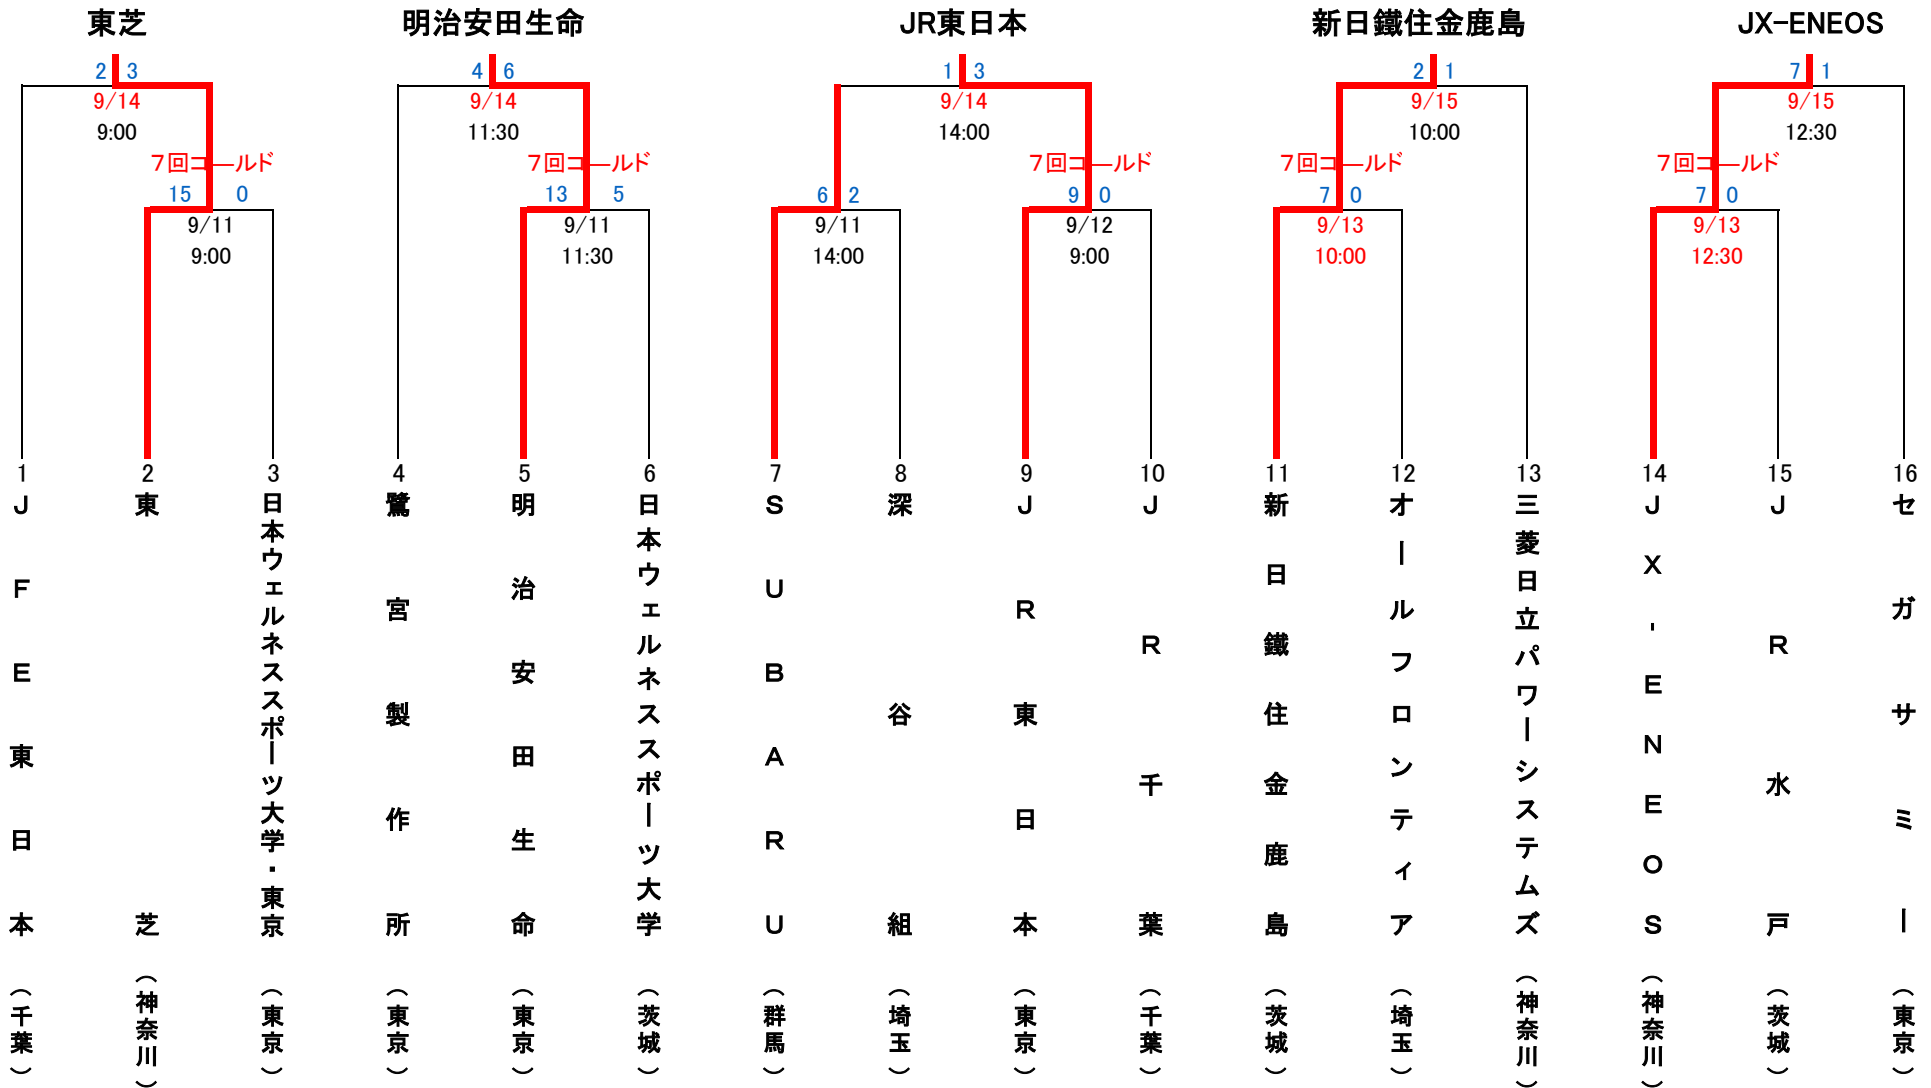 東芝 明治安田生命 JR東日本 新日鐵住金鹿島 JX-ENEOS
2 3 4 6 1 3 2 1 7 1
9/14 9/14 9/14 9/15 9/15
9:00 11:30 14:00 10:00 12:30
7回コールド 7回コールド 7回コールド 7回コールド 7回コールド
15 0 13 5 6 2 9 0 7 0 7 0
9/11 9/11 9/11 9/12 9/13 9/13
9:00 11:30 14:00 9:00 10:00 12:30
1 2 3 4 5 6 7 8 9 10 11 12 13 14 15 16
JFE東日本(千葉)
東芝(神奈川)
日本ウェルネススポーツ大学・東京(東京)
鷺宮製作所(東京)
明治安田生命(東京)
日本ウェルネススポーツ大学(茨城)
SUBARU(群馬)
深谷組(埼玉)
JR東日本(東京)
JR千葉(千葉)
新日鐵住金鹿島(茨城)
オールフロンティア(埼玉)
三菱日立パワーシステムズ(神奈川)
JX-ENEOS(神奈川)
JR水戸(茨城)
セガサミー(東京)